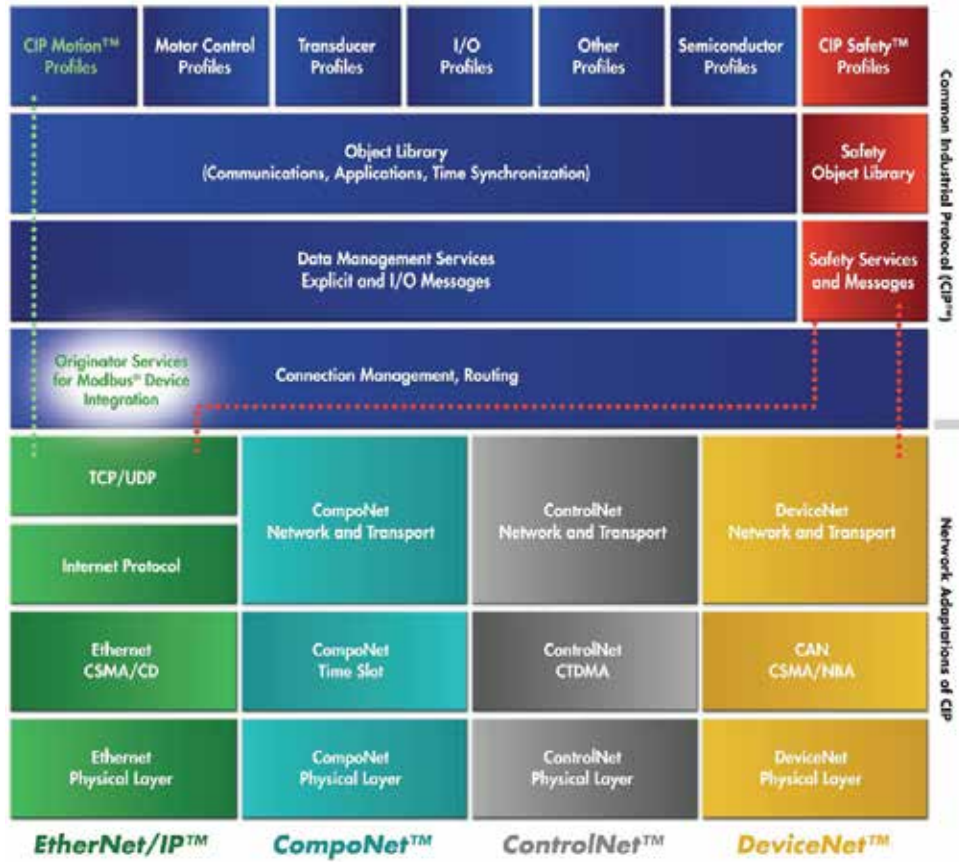 CIP Motion™
Profiles
Motor Control
Profiles
Transducer
Profiles
I/O
Profiles
Other
Profiles
Semiconductor
Profiles
CIP Safety™
Profiles
Object Library
(Communications, Applications, Time Synchronization)
Safety
Object Library
Data Management Services
Explicit and I/O Messages
Safety Services
and Messages
Common Industrial Protocol (CIP™)
Originator Services
for Modbus® Device
Integration
Connection Management, Routing
TCP/UDP
Internet Protocol
CompoNet
Network and Transport
ControlNet
Network and Transport
DeviceNet
Network and Transport
Ethernet
CSMA/CD
CompoNet
Time Slot
ControlNet
CTDMA
CAN
CSMA/NBA
Network Adaptations of CIP
Ethernet
Physical Layer
CompoNet
Physical Layer
ControlNet
Physical Layer
DeviceNet
Physical Layer
EtherNet/IP™
CompoNet™
ControlNet™
DeviceNet™